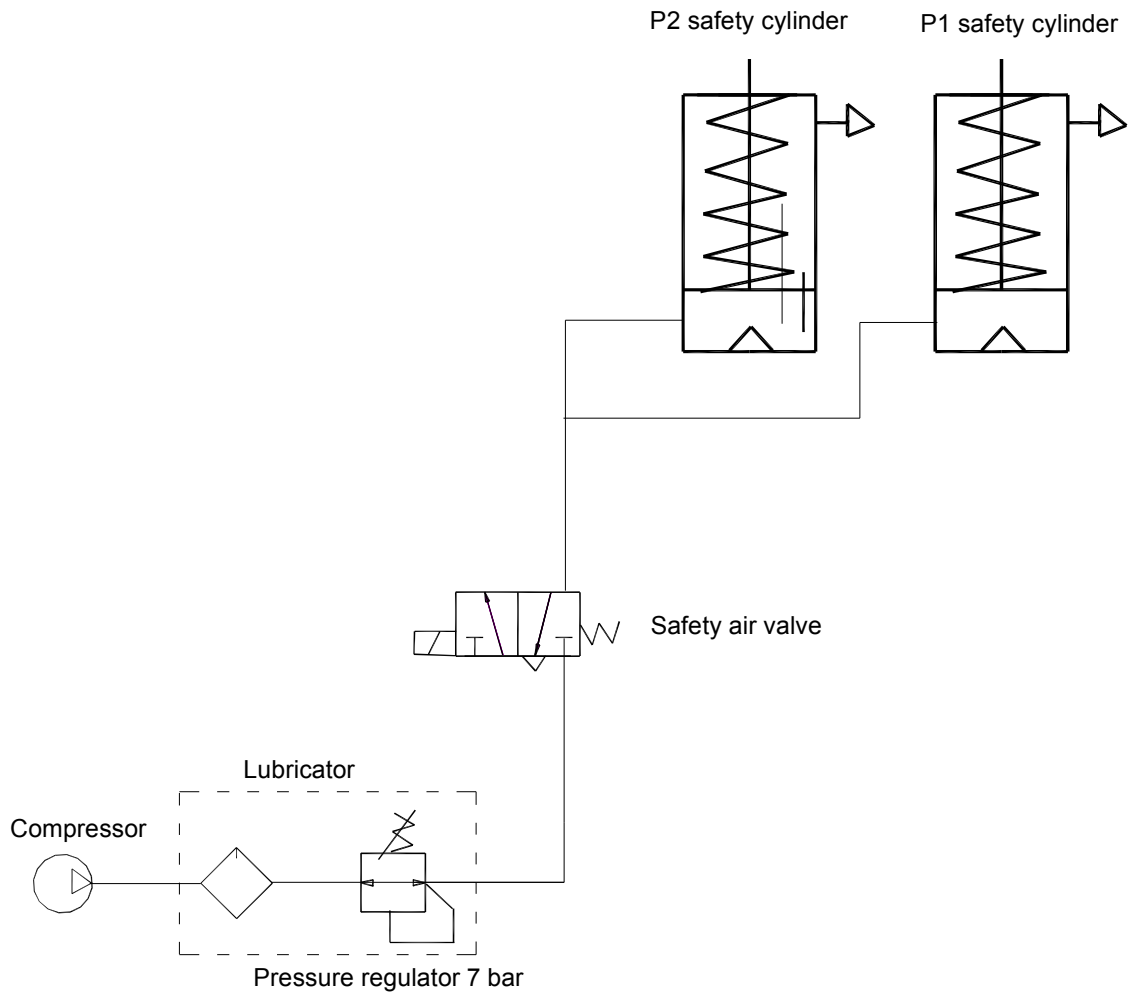 P2 safety cylinder
P1 safety cylinder
Safety air valve
Lubricator
Compressor
Pressure regulator 7 bar